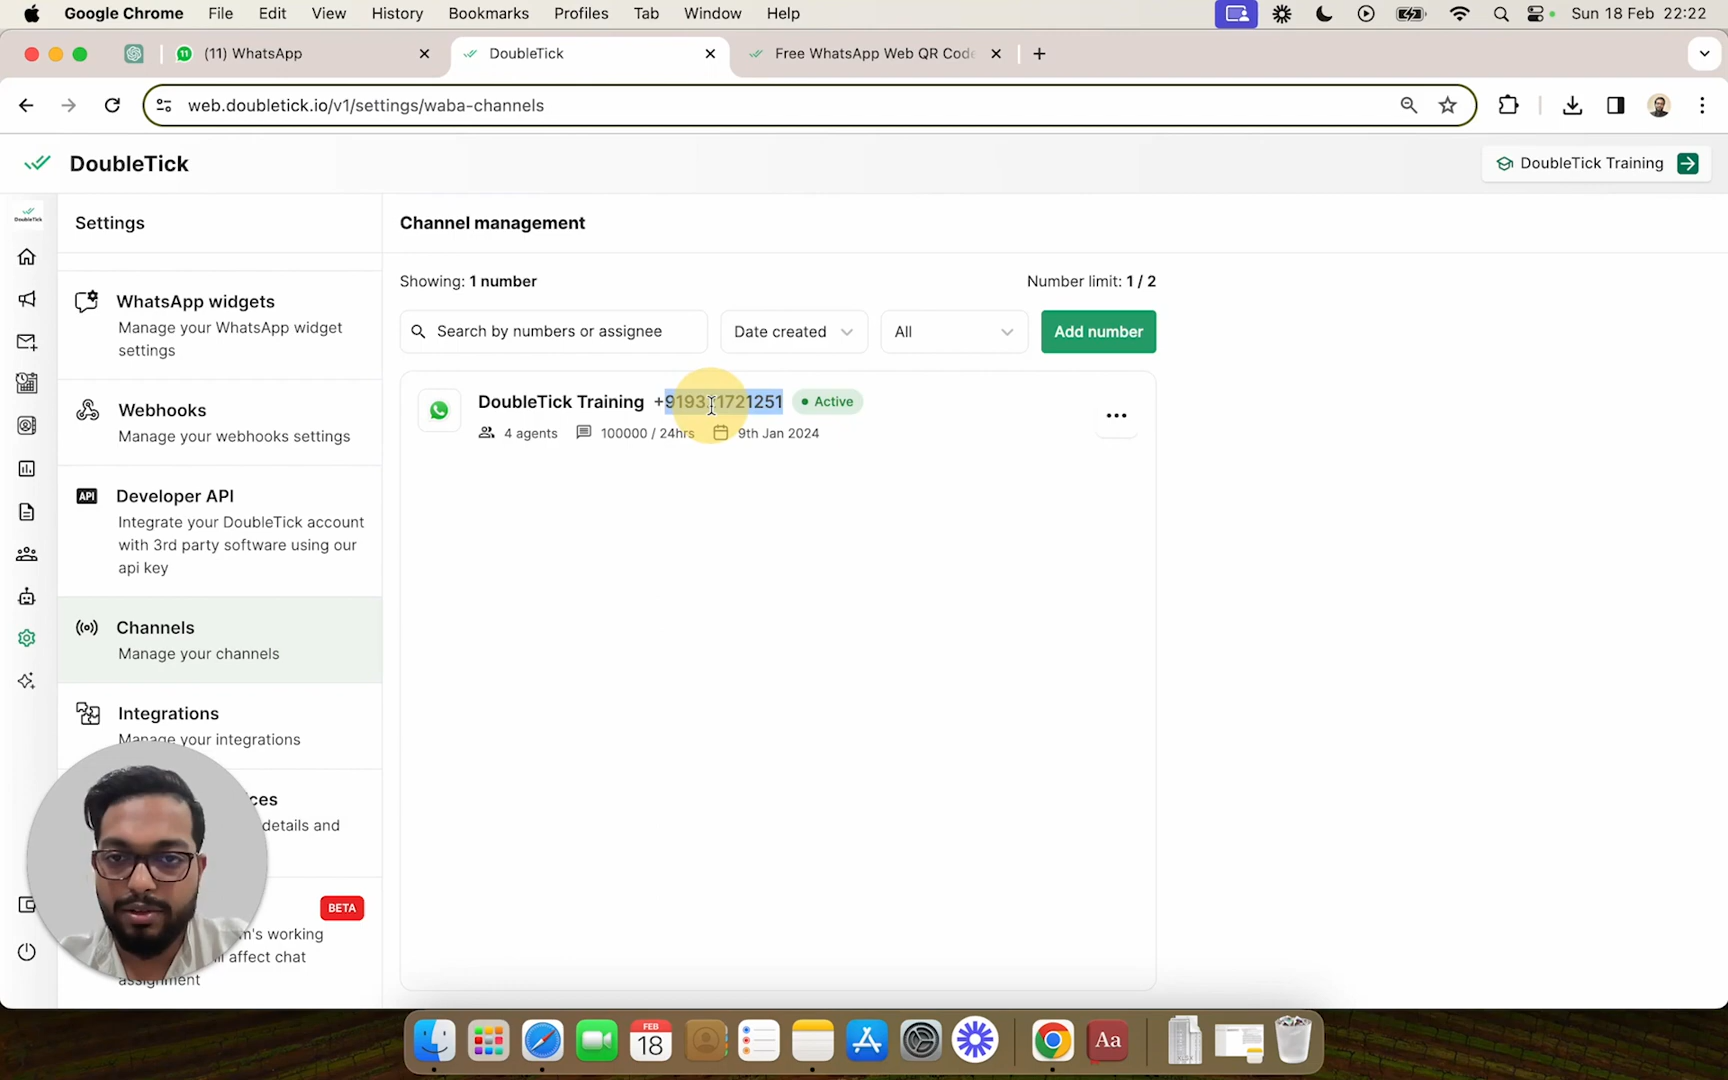 Google Chrome File Edit View History Bookmarks Profiles Tab Window Help Sun 18 Feb 22:22
(11) WhatsApp DoubleTick Free WhatsApp Web QR Code
web.doubletick.io/v1/settings/waba-channels
DoubleTick DoubleTick Training
Settings
WhatsApp widgets
Manage your WhatsApp widget
settings
Webhooks
Manage your webhooks settings
API Developer API
Integrate your DoubleTick account
with 3rd party software using our
api key
Channels
Manage your channels
Integrations
Manage your integrations
ces
details and
BETA
m's working
ll affect chat
assignment
Channel management
Showing: 1 number Number limit: 1 / 2
Search by numbers or assignee Date created All Add number
DoubleTick Training Active
4 agents 100000 / 24hrs 9th Jan 2024
FEB
18
Aa